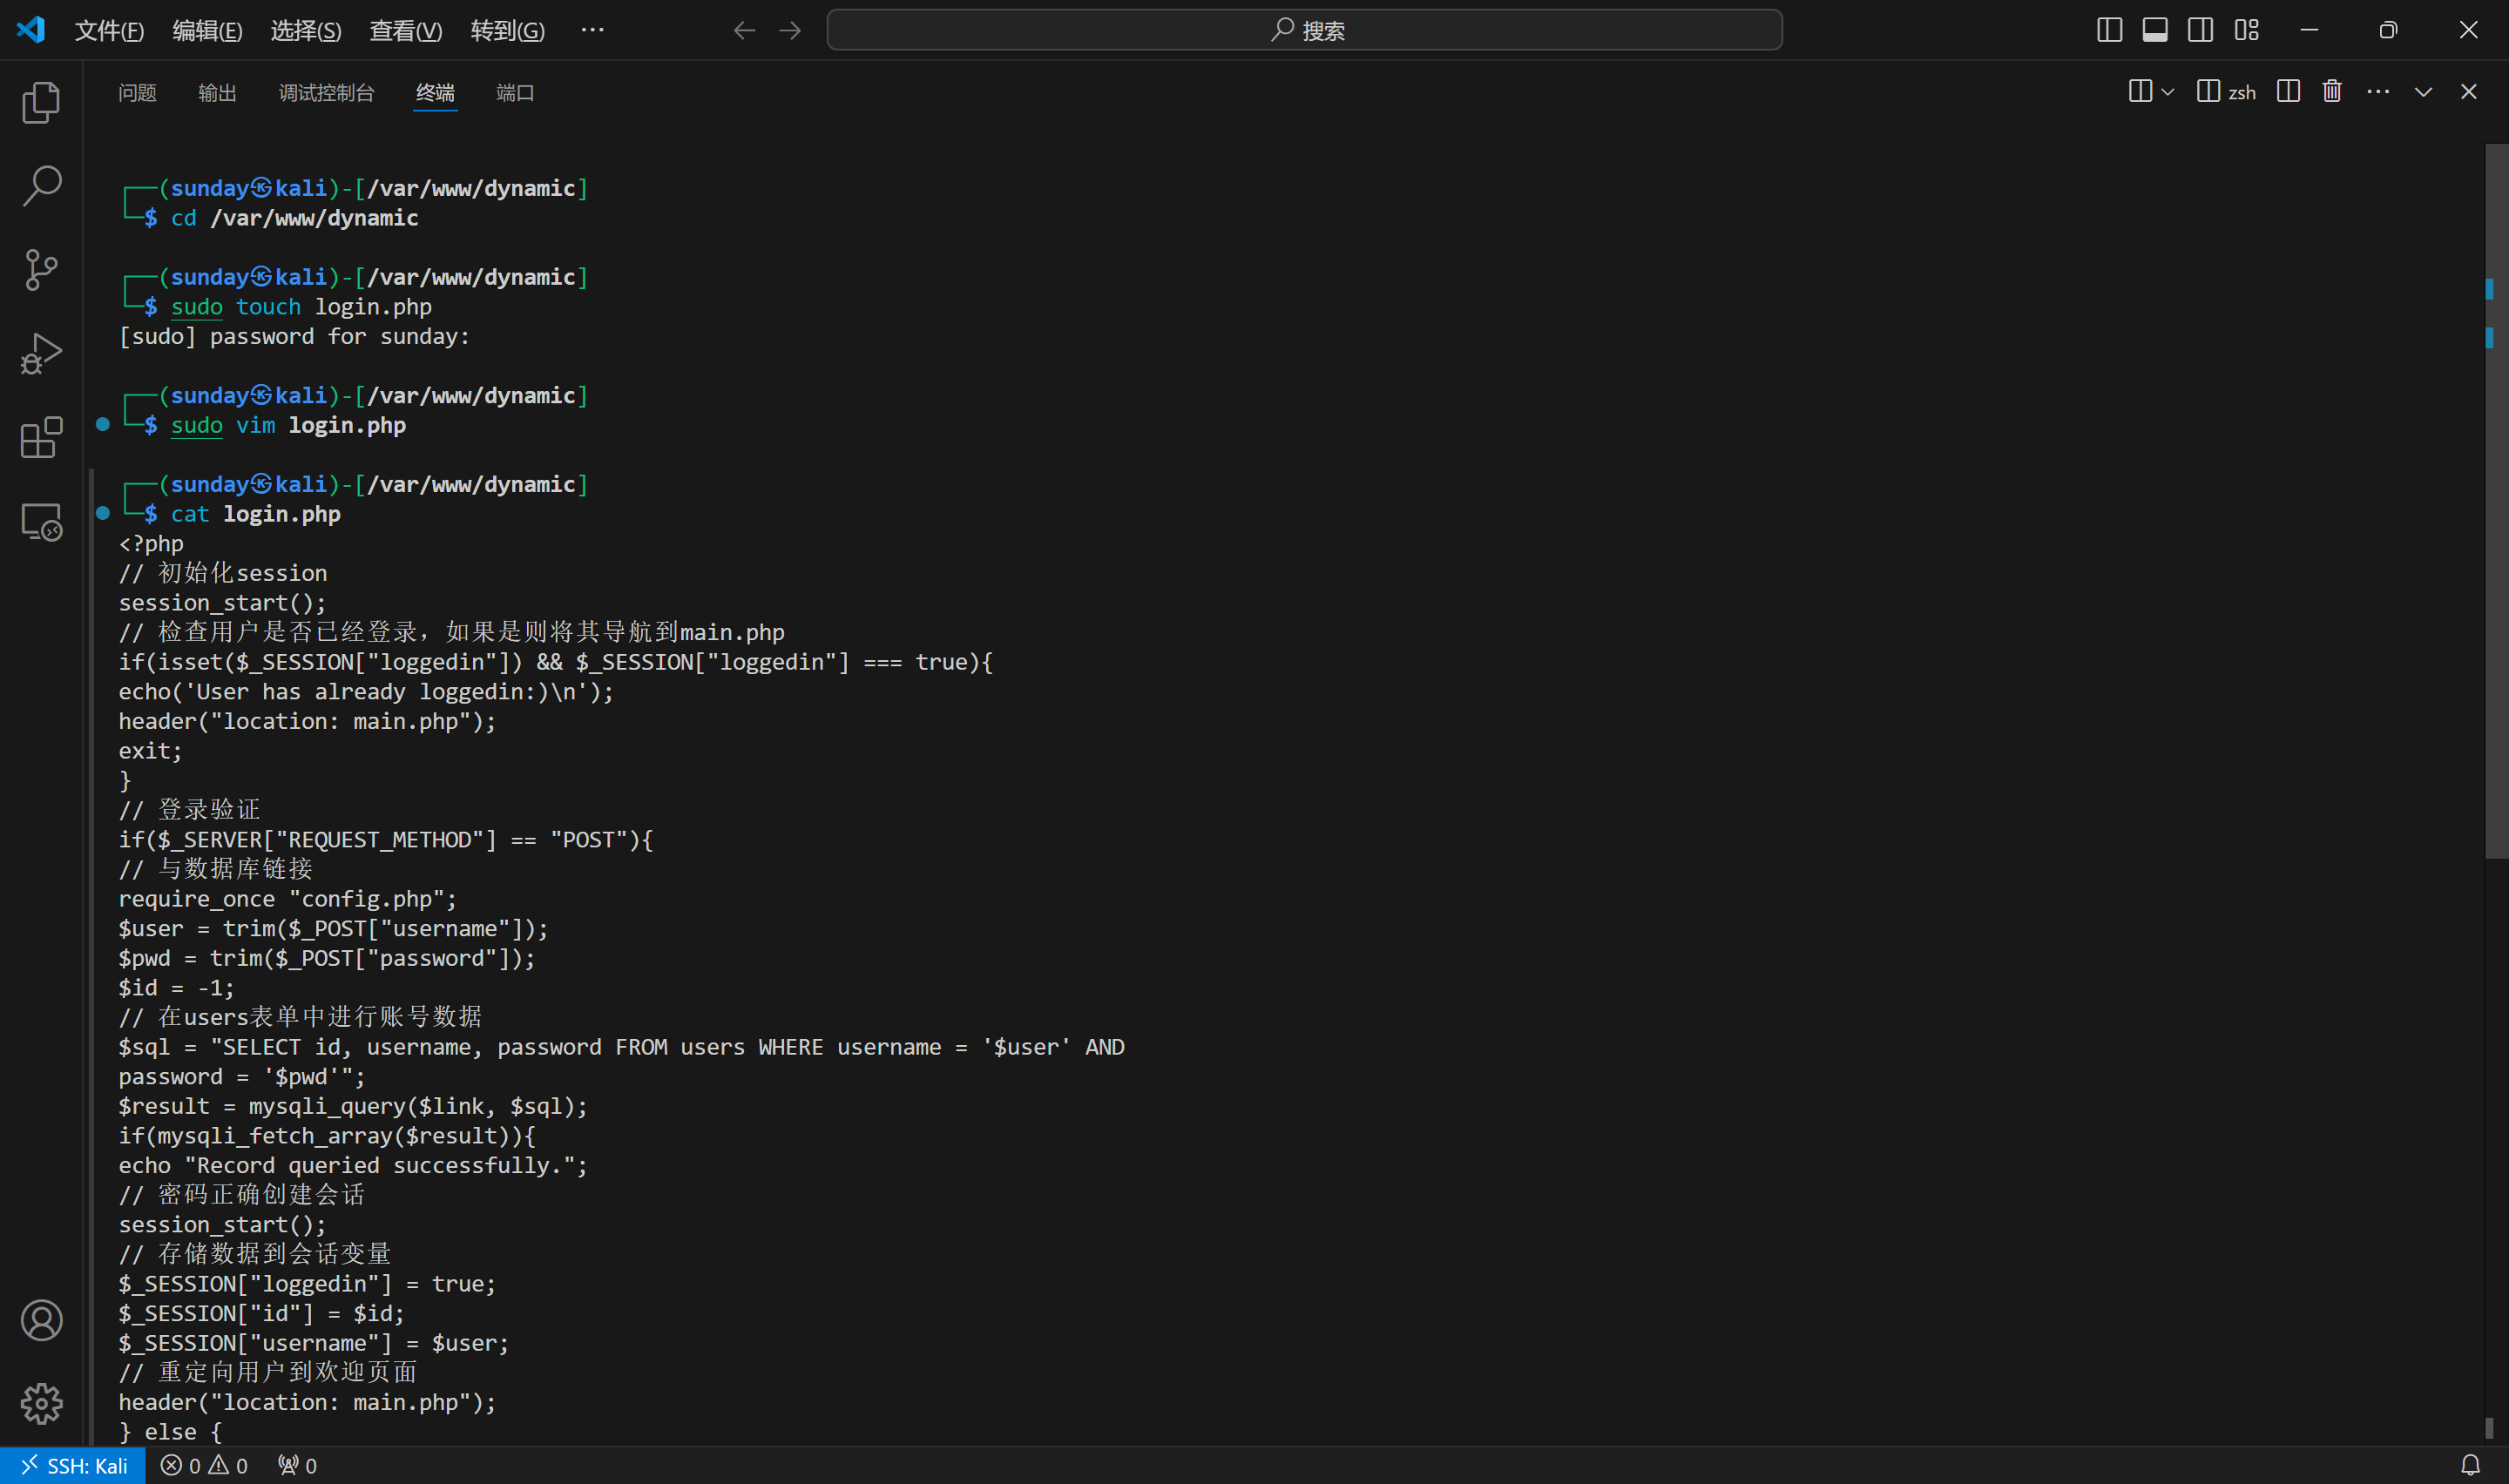 文件(F) 编辑(E) 选择(S) 查看(V) 转到(G) ··· 搜索
问题 输出 调试控制台 终端 端口 zsh
┌──(sunday㉿kali)-[/var/www/dynamic]
└─$ cd /var/www/dynamic
┌──(sunday㉿kali)-[/var/www/dynamic]
└─$ sudo touch login.php
[sudo] password for sunday:
┌──(sunday㉿kali)-[/var/www/dynamic]
└─$ sudo vim login.php
┌──(sunday㉿kali)-[/var/www/dynamic]
└─$ cat login.php
<?php
// 初始化session
session_start();
// 检查用户是否已经登录，如果是则将其导航到main.php
if(isset($_SESSION["loggedin"]) && $_SESSION["loggedin"] === true){
echo('User has already loggedin:)\n');
header("location: main.php");
exit;
}
// 登录验证
if($_SERVER["REQUEST_METHOD"] == "POST"){
// 与数据库链接
require_once "config.php";
$user = trim($_POST["username"]);
$pwd = trim($_POST["password"]);
$id = -1;
// 在users表单中进行账号数据
$sql = "SELECT id, username, password FROM users WHERE username = '$user' AND
password = '$pwd'";
$result = mysqli_query($link, $sql);
if(mysqli_fetch_array($result)){
echo "Record queried successfully.";
// 密码正确创建会话
session_start();
// 存储数据到会话变量
$_SESSION["loggedin"] = true;
$_SESSION["id"] = $id;
$_SESSION["username"] = $user;
// 重定向用户到欢迎页面
header("location: main.php");
} else {
SSH: Kali 0 0 0